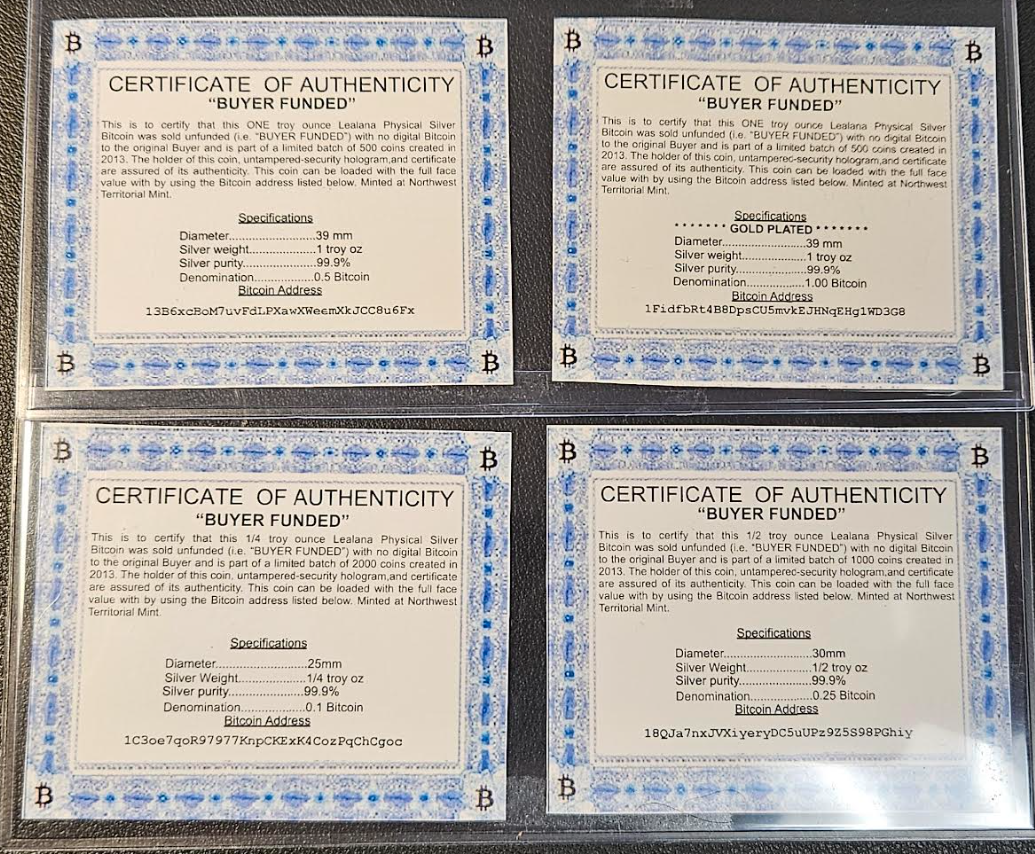 CERTIFICATE OF AUTHENTICITY
"BUYER FUNDED"
This is to certify that this ONE troy ounce Lealana Physical Silver
Bitcoin was sold unfunded (i.e. "BUYER FUNDED") with no digital Bitcoin
to the original Buyer and is part of a limited batch of 500 coins created in
2013. The holder of this coin, untampered-security hologram,and certificate
are assured of its authenticity. This coin can be loaded with the full face
value with by using the Bitcoin address listed below. Minted at Northwest
Territorial Mint.
Specifications
Diameter..........................39 mm
Silver weight.....................1 troy oz
Silver purity.....................99.9%
Denomination......................0.5 Bitcoin
Bitcoin Address
13B6xcBoM7uvFdLPXawXWeemXkJCC8u6Fx
CERTIFICATE OF AUTHENTICITY
"BUYER FUNDED"
This is to certify that this ONE troy ounce Lealana Physical Silver
Bitcoin was sold unfunded (i.e. "BUYER FUNDED") with no digital Bitcoin
to the original Buyer and is part of a limited batch of 500 coins created in
2013. The holder of this coin, untampered-security hologram,and certificate
are assured of its authenticity. This coin can be loaded with the full face
value with by using the Bitcoin address listed below. Minted at Northwest
Territorial Mint.
Specifications
* * * * * * * GOLD PLATED * * * * * * *
Diameter..........................39 mm
Silver weight.....................1 troy oz
Silver purity.....................99.9%
Denomination......................1.00 Bitcoin
Bitcoin Address
1FidfbRt4B8DpsCU5mvkEJHNqEHg1WD3G8
CERTIFICATE OF AUTHENTICITY
"BUYER FUNDED"
This is to certify that this 1/4 troy ounce Lealana Physical Silver
Bitcoin was sold unfunded (i.e. "BUYER FUNDED") with no digital Bitcoin
to the original Buyer and is part of a limited batch of 2000 coins created in
2013. The holder of this coin, untampered-security hologram,and certificate
are assured of its authenticity. This coin can be loaded with the full face
value with by using the Bitcoin address listed below. Minted at Northwest
Territorial Mint.
Specifications
Diameter..........................25mm
Silver Weight.....................1/4 troy oz
Silver purity.....................99.9%
Denomination......................0.1 Bitcoin
Bitcoin Address
1C3oe7qoR97977KnpCKExK4CozPqChCgoc
CERTIFICATE OF AUTHENTICITY
"BUYER FUNDED"
This is to certify that this 1/2 troy ounce Lealana Physical Silver
Bitcoin was sold unfunded (i.e. "BUYER FUNDED") with no digital Bitcoin
to the original Buyer and is part of a limited batch of 1000 coins created in
2013. The holder of this coin, untampered-security hologram,and certificate
are assured of its authenticity. This coin can be loaded with the full face
value with by using the Bitcoin address listed below. Minted at Northwest
Territorial Mint.
Specifications
Diameter..........................30mm
Silver Weight.....................1/2 troy oz
Silver purity.....................99.9%
Denomination......................0.25 Bitcoin
Bitcoin Address
18QJa7nxJVXiyeryDC5uUPz9Z5S98PGhiy